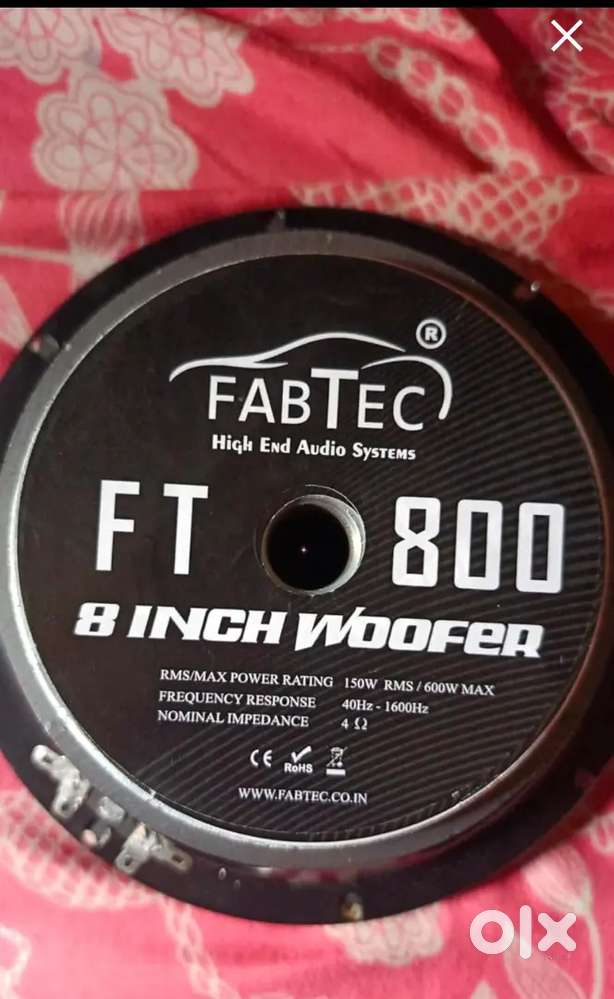 ®
FABTEC
High End Audio Systems
FT 800
8 INCH WOOFER
RMS/MAX POWER RATING 150W RMS / 600W MAX
FREQUENCY RESPONSE 40Hz - 1600Hz
NOMINAL IMPEDANCE 4 Ω
CE RoHS
WWW.FABTEC.CO.IN
olx